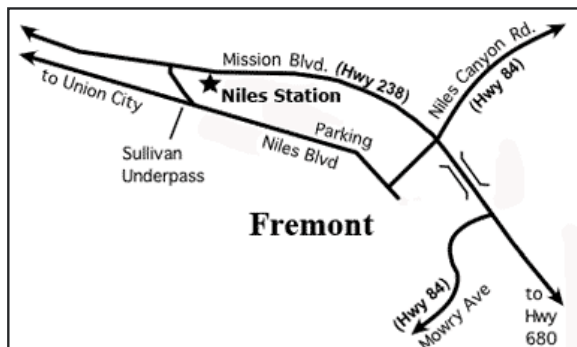 Mission Blvd. (Hwy 238)
Niles Canyon Rd.
(Hwy 84)
to Union City
Niles Station
Parking
Niles Blvd
Sullivan
Underpass
Fremont
(Hwy 84)
Mowry Ave
to
Hwy
680